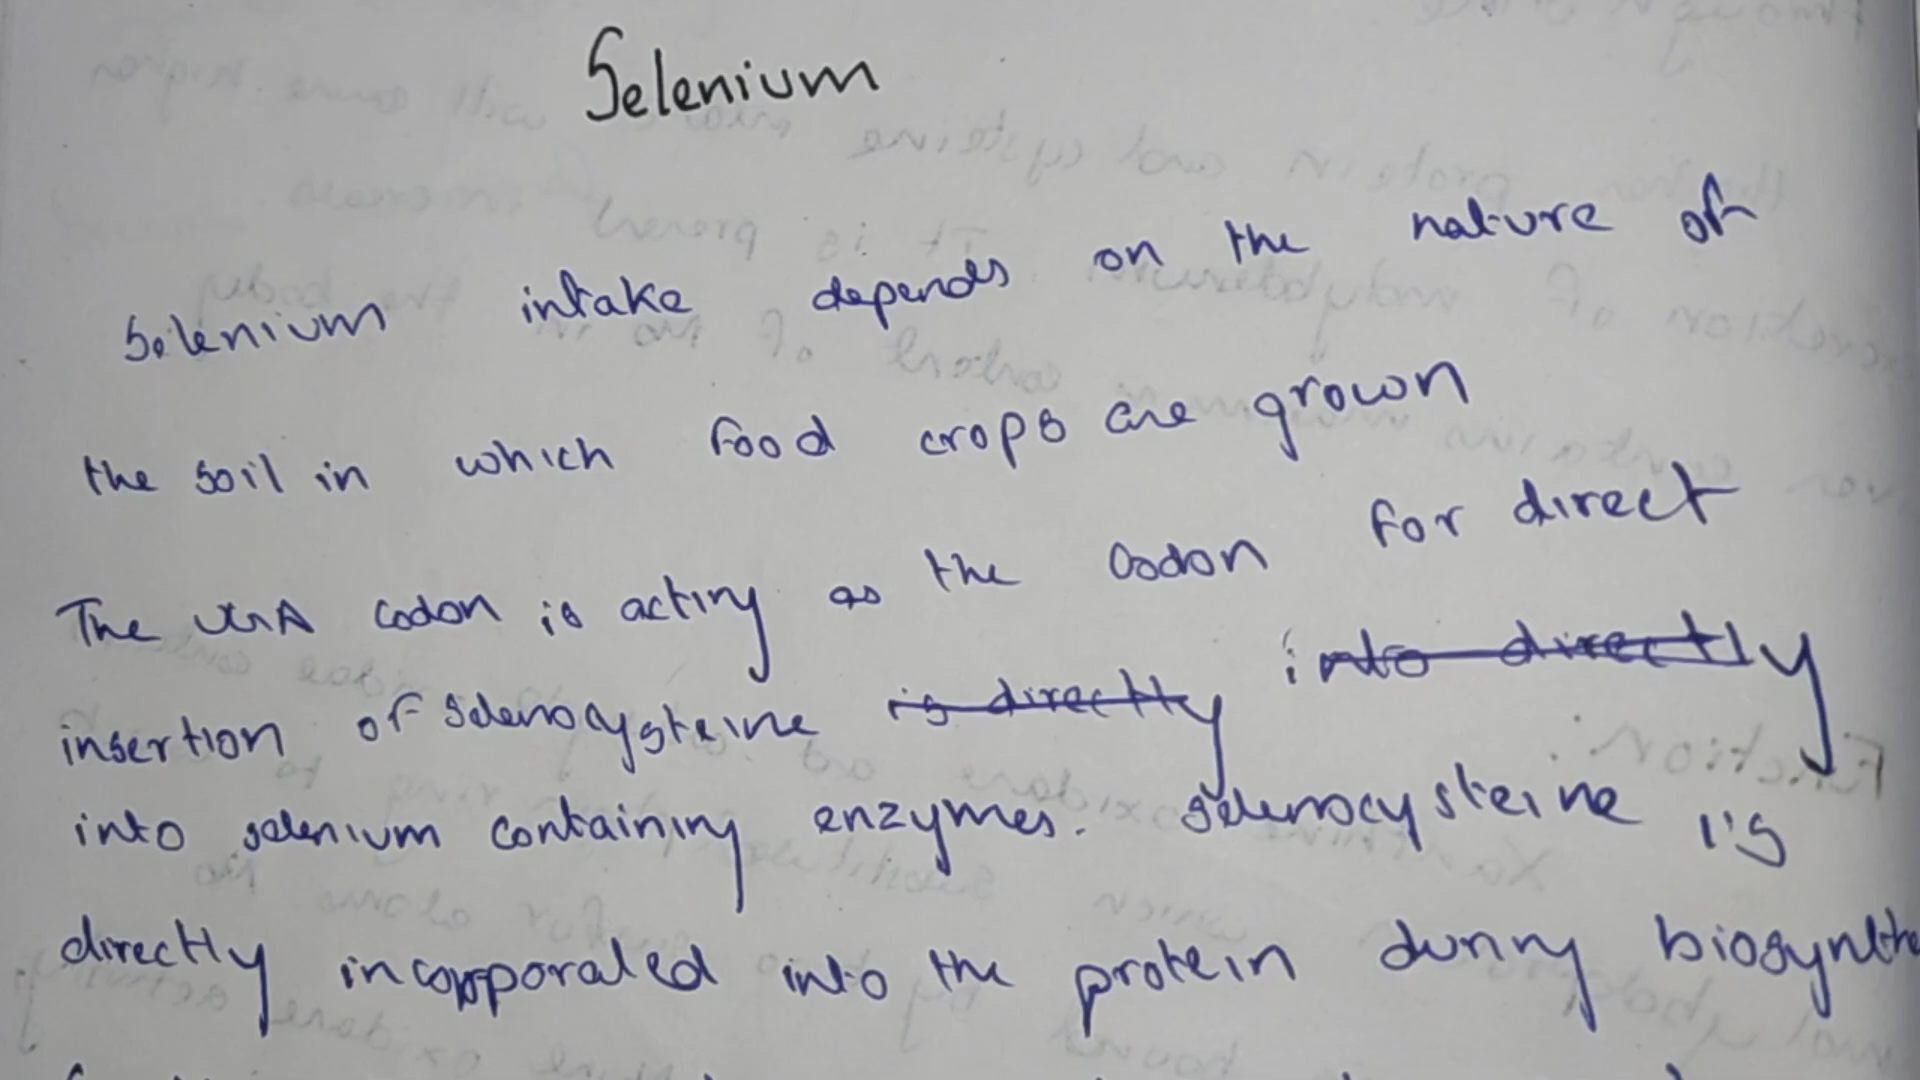 Selenium
Selenium intake depends on the nature of
the soil in which food crops are grown
The UGA codon is acting as the codon for direct
insertion of selenocysteine is directly into directly
into selenium containing enzymes. selenocysteine is
directly incorporated into the protein during biosynthe